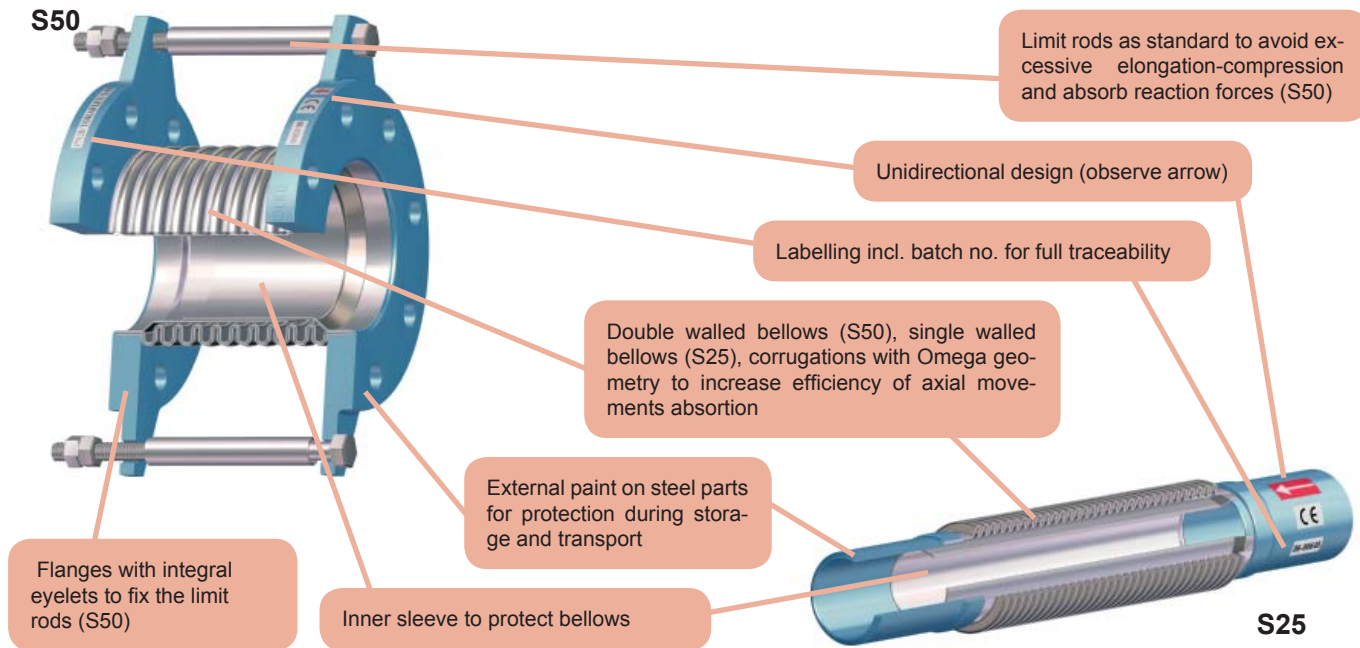 S50
Limit rods as standard to avoid ex-
cessive elongation-compression
and absorb reaction forces (S50)
Unidirectional design (observe arrow)
Labelling incl. batch no. for full traceability
Double walled bellows (S50), single walled
bellows (S25), corrugations with Omega geo-
metry to increase efficiency of axial move-
ments absortion
External paint on steel parts
for protection during stora-
ge and transport
Flanges with integral
eyelets to fix the limit
rods (S50)
Inner sleeve to protect bellows
CE
CE
S25